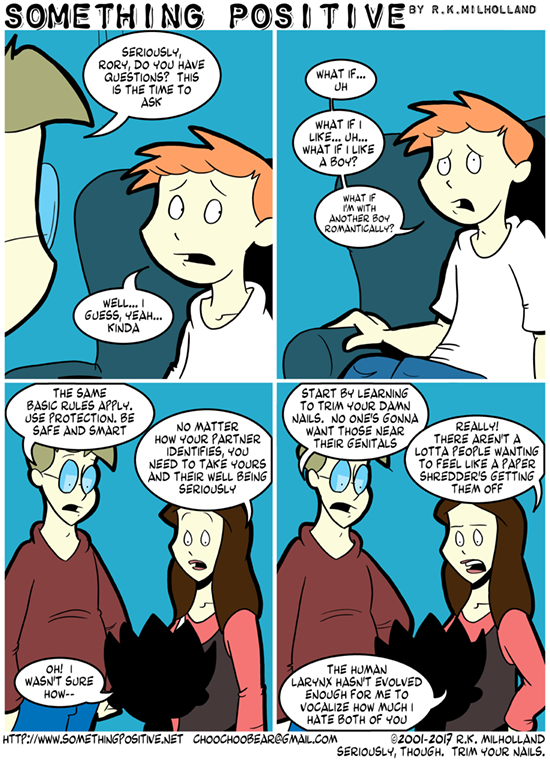 SOMETHING POSITIVE BY R.K.MILHOLLAND
SERIOUSLY,
RORY, DO YOU HAVE
QUESTIONS? THIS
IS THE TIME TO
ASK
WELL... I
GUESS, YEAH...
KINDA
WHAT IF...
UH
WHAT IF I
LIKE... UH...
WHAT IF I LIKE
A BOY?
WHAT IF
I'M WITH
ANOTHER BOY
ROMANTICALLY?
THE SAME
BASIC RULES APPLY.
USE PROTECTION. BE
SAFE AND SMART
NO MATTER
HOW YOUR PARTNER
IDENTIFIES, YOU
NEED TO TAKE YOURS
AND THEIR WELL BEING
SERIOUSLY
OH! I
WASN'T SURE
HOW--
START BY LEARNING
TO TRIM YOUR DAMN
NAILS. NO ONE'S GONNA
WANT THOSE NEAR
THEIR GENITALS
REALLY!
THERE AREN'T A
LOTTA PEOPLE WANTING
TO FEEL LIKE A PAPER
SHREDDER'S GETTING
THEM OFF
THE HUMAN
LARYNX HASN'T EVOLVED
ENOUGH FOR ME TO
VOCALIZE HOW MUCH I
HATE BOTH OF YOU
HTTP://WWW.SOMETHINGPOSITIVE.NET CHOOCHOOBEAR@GMAIL.COM ©2001-2017 R.K. MILHOLLAND
SERIOUSLY, THOUGH. TRIM YOUR NAILS.